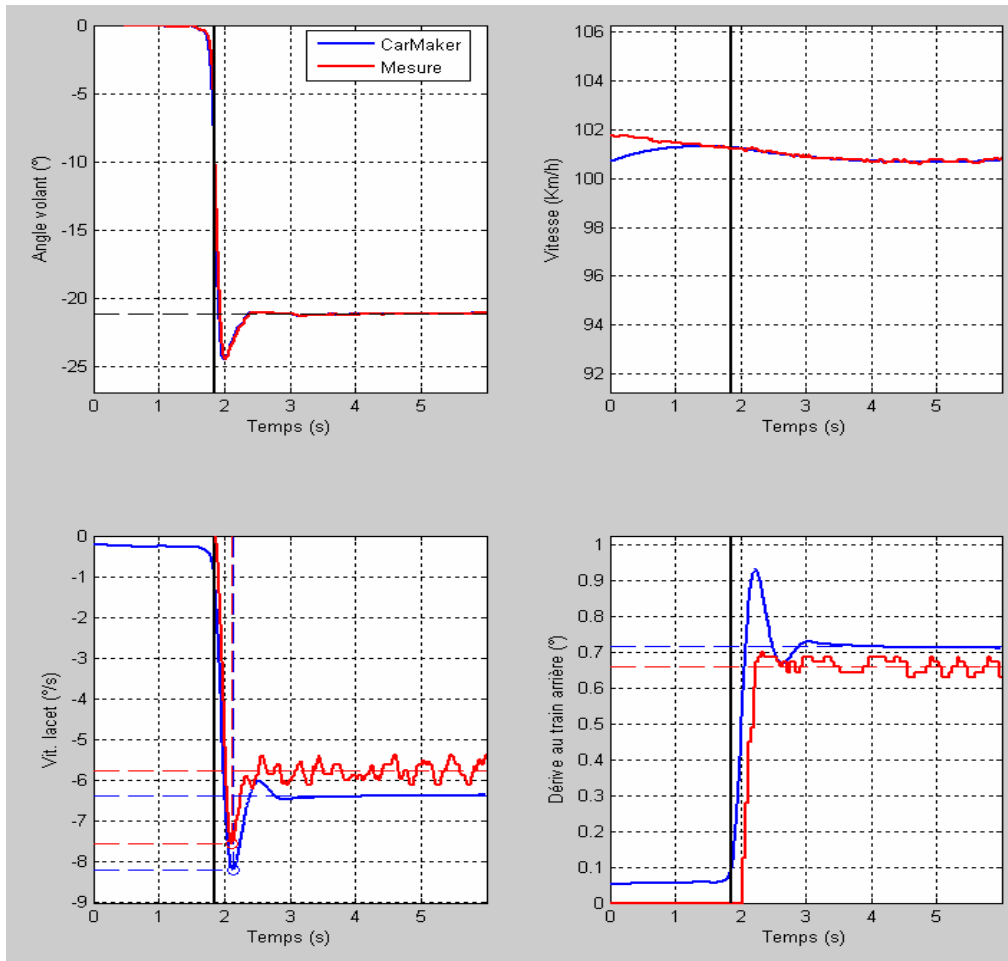 0
-5
-10
-15
-20
-25
Angle volant (°)
0 1 2 3 4 5
Temps (s)
CarMaker
Mesure
106
104
102
100
98
96
94
92
Vitesse (Km/h)
0 1 2 3 4 5
Temps (s)
0
-1
-2
-3
-4
-5
-6
-7
-8
-9
Vit. lacet (°/s)
0 1 2 3 4 5
Temps (s)
1
0.9
0.8
0.7
0.6
0.5
0.4
0.3
0.2
0.1
0
Dérive au train arrière (°)
0 1 2 3 4 5
Temps (s)